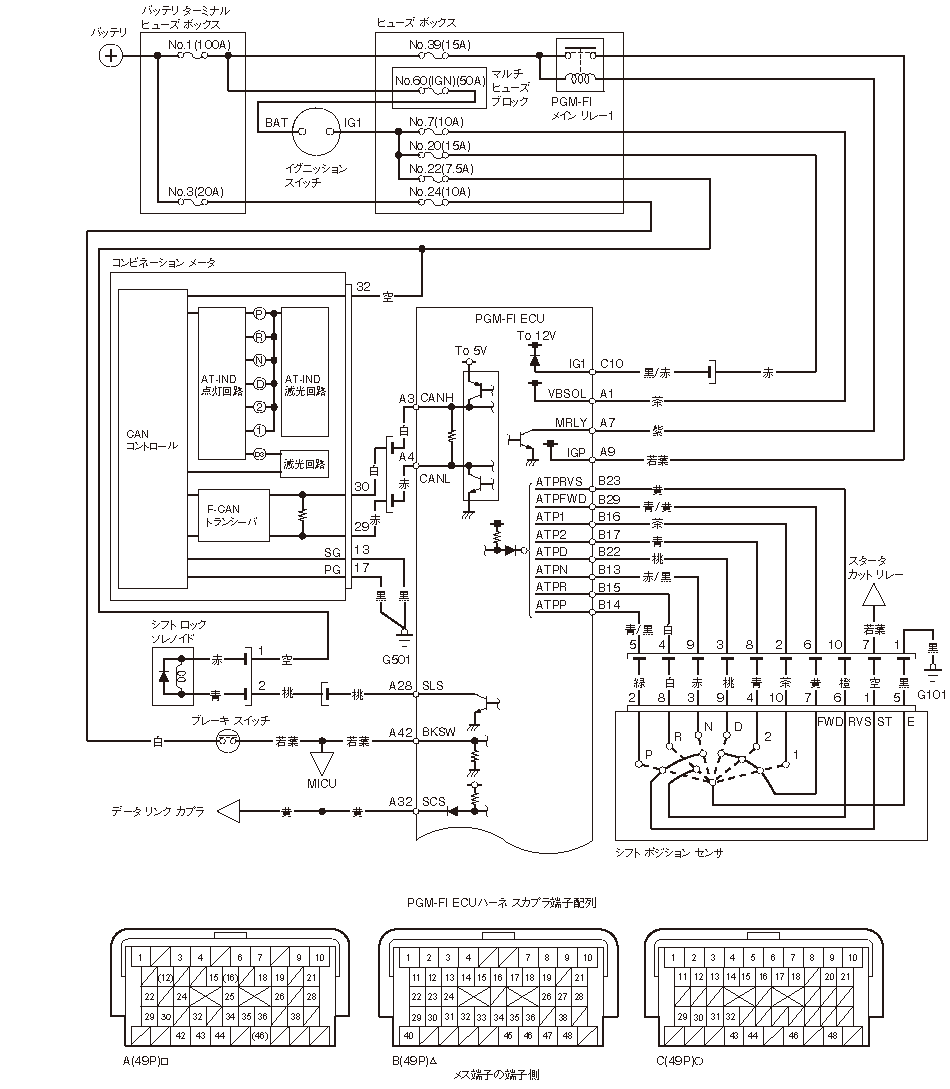 バッテリ ターミナル
ヒューズ ボックス
ヒューズ ボックス
バッテリ
No.1(100A)
No.39(15A)
No.60(IGN)(50A)
マルチ
ヒューズ
ブロック
PGM-FI
メイン リレー1
BAT
IG1
No.7(10A)
No.20(15A)
イグニッション
スイッチ
No.22(7.5A)
No.3(20A)
No.24(10A)
コンビネーション メータ
32
空
CAN
コントロール
AT-IND
点灯回路
P
R
N
D
2
1
D3
AT-IND
減光回路
減光回路
F-CAN
トランシーバ
30
29
SG 13
PG 17
白
赤
黒
黒
G501
白
赤
PGM-FI ECU
To 12V
To 5V
A3 CANH
A4 CANL
IG1 C10
黒/赤
赤
VBSOL A1
茶
MRLY A7
紫
IGP A9
若葉
ATPRVS B23 黄
ATPFWD B29 青/黄
ATP1 B16 茶
ATP2 B17 青
ATPD B22 桃
ATPN B13 赤/黒
ATPR B15
ATPP B14
スタータ
カット リレー
若葉
青/黒
白
黒
G101
5 4 9 3 8 2 6 10 7 1
緑 白 赤 桃 青 茶 黄 橙 空 黒
2 8 3 9 4 10 7 6 1 5
P R N D 2 1 FWD RVS ST E
シフト ポジション センサ
シフト ロック
ソレノイド
赤 1 空
青 2 桃 桃 A28 SLS
ブレーキ スイッチ
白 若葉 若葉 A42 BKSW
MICU
データ リンク カプラ 黄 黄 A32 SCS
PGM-FI ECUハーネ スカプラ端子配列
1 3 4 6 7 9 10
(12) 15 (16) 18 19 21
22 24 25 26 28
29 30 32 34 35 36 38
42 43 44 (46)
A(49P)□
1 2 3 4 5 6 7 8 9 10
11 12 13 14 15 16 17 18 19 21
22 23 24 26 27 28
29 30 31 32 33 34 35 36 38
40 45 46 47 48
B(49P)△
1 2 3 4 5 6 7 8 9 10
11 12 13 14 15 16 17 18 20 21
29 30 31 32
43 44 46 48
C(49P)○
メス端子の端子側